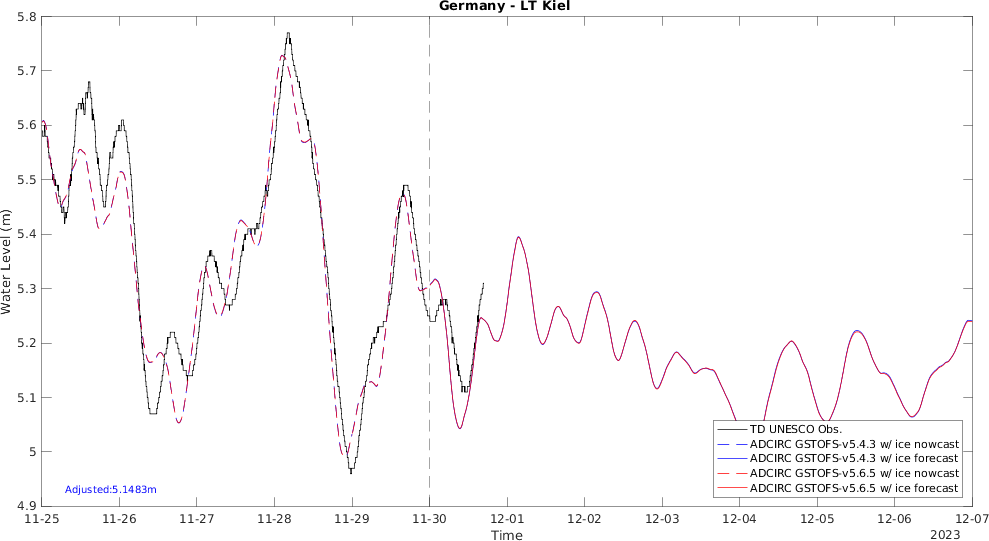 Germany - LT Kiel
5.8
5.7
5.6
5.5
5.4
5.3
5.2
5.1
5
4.9
Water Level (m)
Adjusted:5.1483m
TD UNESCO Obs.
ADCIRC GSTOFS-v5.4.3 w/ ice nowcast
ADCIRC GSTOFS-v5.4.3 w/ ice forecast
ADCIRC GSTOFS-v5.6.5 w/ ice nowcast
ADCIRC GSTOFS-v5.6.5 w/ ice forecast
11-25 11-26 11-27 11-28 11-29 11-30 12-01 12-02 12-03 12-04 12-05 12-06 12-07
Time
2023